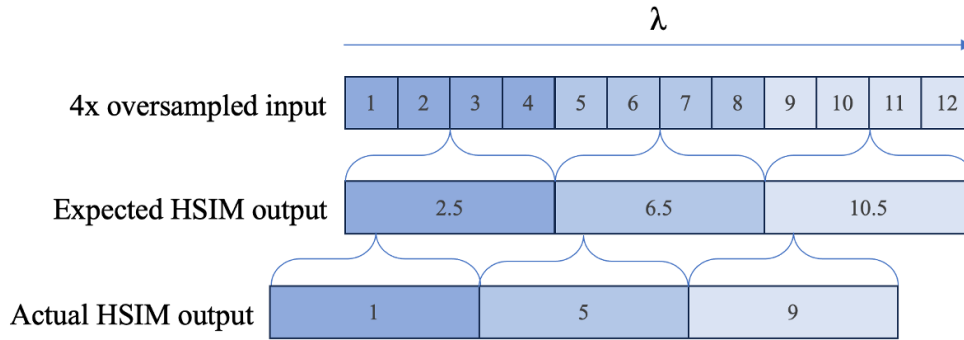 λ
4x oversampled input 1 2 3 4 5 6 7 8 9 10 11 12
Expected HSIM output 2.5 6.5 10.5
Actual HSIM output 1 5 9